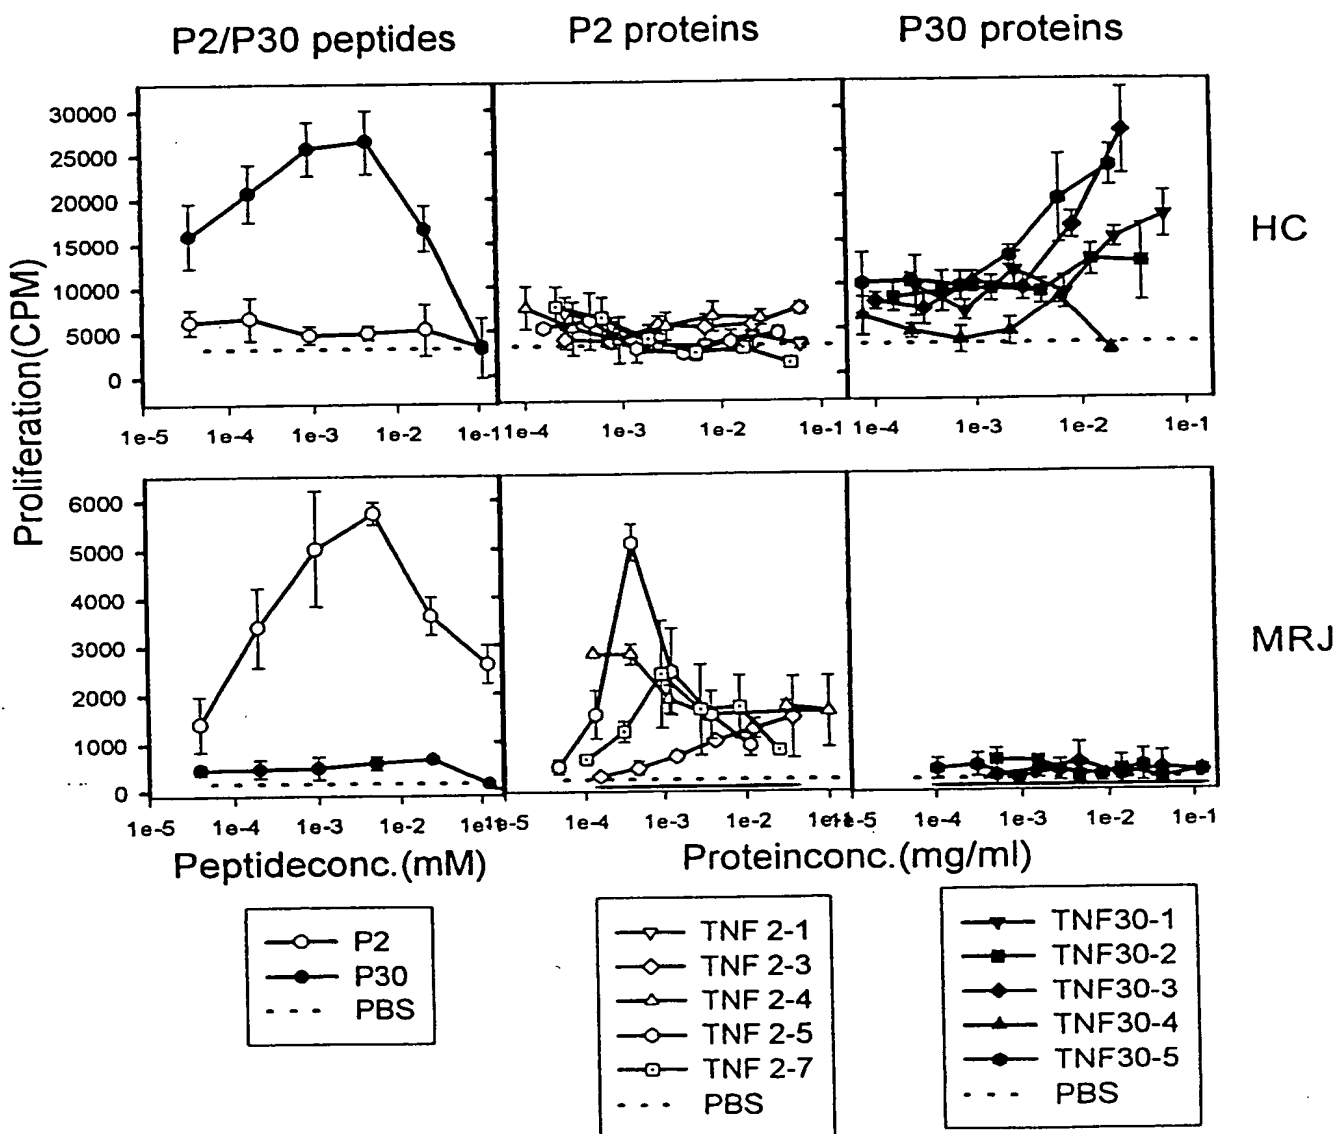 P2/P30 peptides P2 proteins P30 proteins
Proliferation(CPM)
30000
25000
20000
15000
10000
5000
0
HC
1e-5 1e-4 1e-3 1e-2 1e-1 1e-4 1e-3 1e-2 1e-1 1e-4 1e-3 1e-2 1e-1
6000
5000
4000
3000
2000
1000
0
MRJ
1e-5 1e-4 1e-3 1e-2 1e-1 1e-5 1e-4 1e-3 1e-2 1e-1 1e-5 1e-4 1e-3 1e-2 1e-1
Peptideconc.(mM) Proteinconc.(mg/ml)
P2
P30
PBS
TNF 2-1
TNF 2-3
TNF 2-4
TNF 2-5
TNF 2-7
PBS
TNF30-1
TNF30-2
TNF30-3
TNF30-4
TNF30-5
PBS